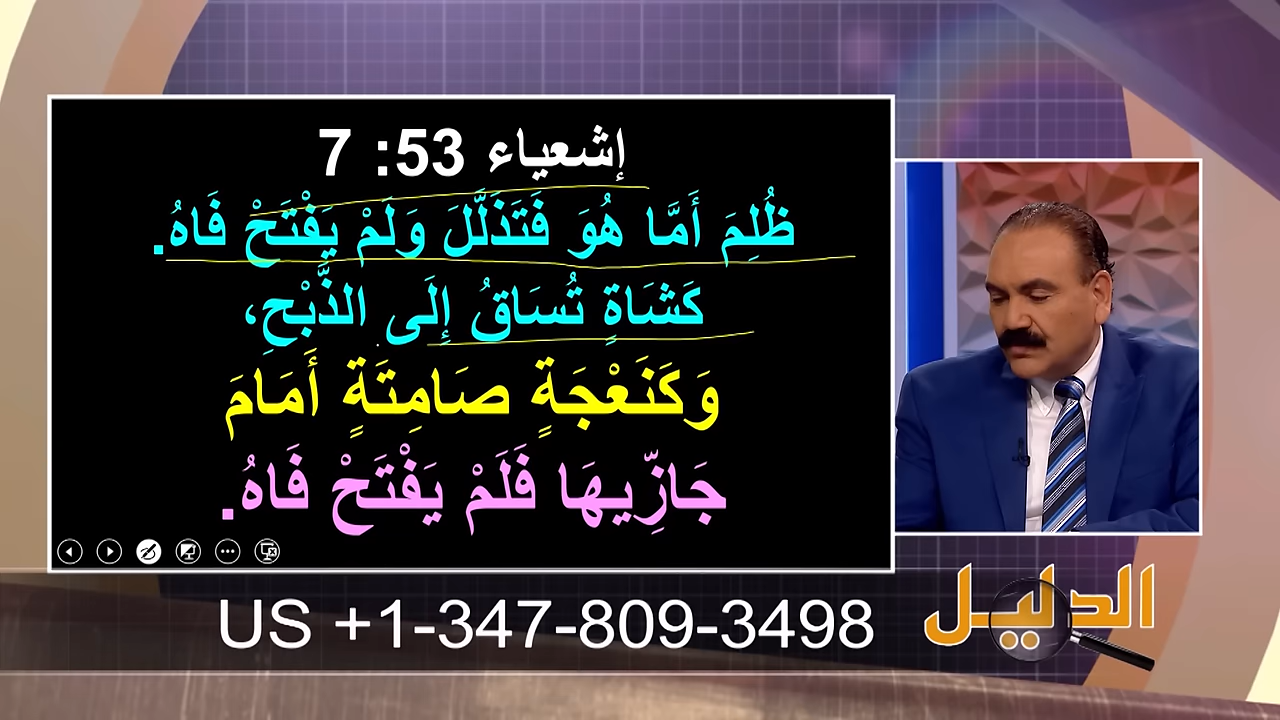 إشعياء 53: 7
ظُلِمَ أَمَّا هُوَ فَتَذَلَّلَ وَلَمْ يَفْتَحْ فَاهُ.
كَشَاةٍ تُسَاقُ إِلَى الذَّبْحِ،
وَكَنَعْجَةٍ صَامِتَةٍ أَمَامَ
جَازِّيهَا فَلَمْ يَفْتَحْ فَاهُ.
US +1-347-809-3498
الدليل